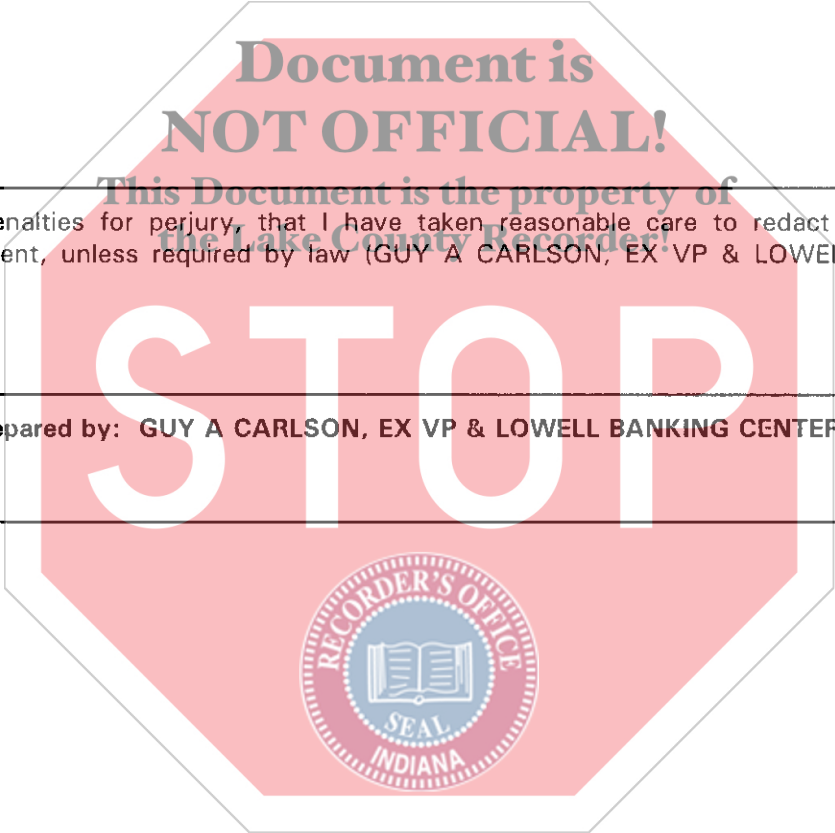 Document is
NOT OFFICIAL!
This Document is the property of
the Lake County Recorder!
enalties for perjury, that I have taken reasonable care to redact
ent, unless required by law (GUY A CARLSON, EX VP & LOWEL
STOP
epared by: GUY A CARLSON, EX VP & LOWELL BANKING CENTER
RECORDER'S OFFICE
SEAL
INDIANA